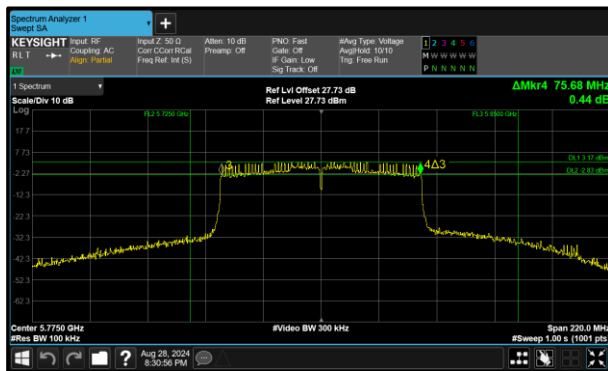 Spectrum Analyzer 1
Swept SA
+
KEYSIGHT
RLT
LW
Input: RF
Coupling: AC
Align: Partial
Input Z: 50 Ω
Corr CCorr RCal
Freq Ref: Int (S)
Atten: 10 dB
Preamp: Off
PNO: Fast
Gate: Off
IF Gain: Low
Sig Track: Off
#Avg Type: Voltage
Avg|Hold: 10/10
Trig: Free Run
1 2 3 4 5 6
M W W W W W
P N N N N N
1 Spectrum
Scale/Div 10 dB
Ref Lvl Offset 27.73 dB
Ref Level 27.73 dBm
ΔMkr4 75.68 MHz
0.44 dB
Log
FL2 5.7250 GHz
FL3 5.8500 GHz
17.7
7.73
3
4Δ3
DL1 3.17 dBm
-2.27
DL2 -2.83 dBm
-12.3
-22.3
-32.3
-42.3
-52.3
-62.3
Center 5.7750 GHz
#Video BW 300 kHz
Span 220.0 MHz
#Res BW 100 kHz
#Sweep 1.00 s (1001 pts)
?
Aug 28, 2024
8:30:56 PM